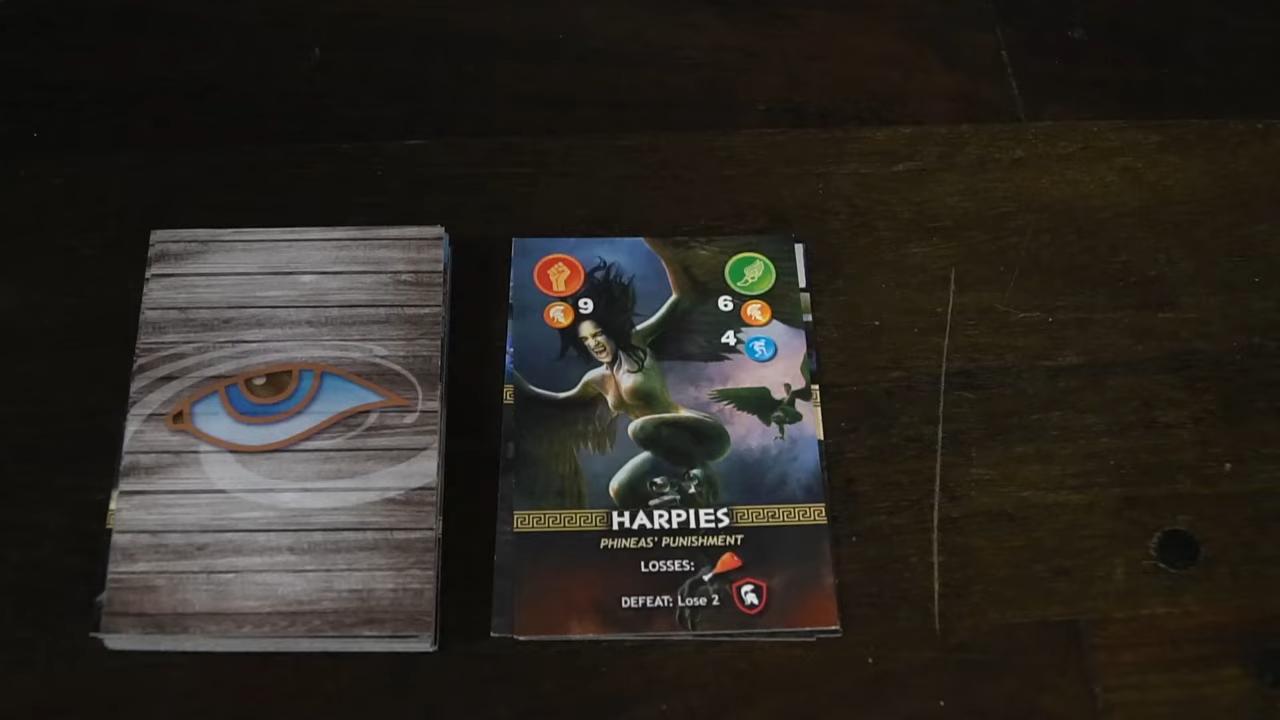 9
6
4
HARPIES
PHINEAS' PUNISHMENT
LOSSES:
DEFEAT: Lose 2